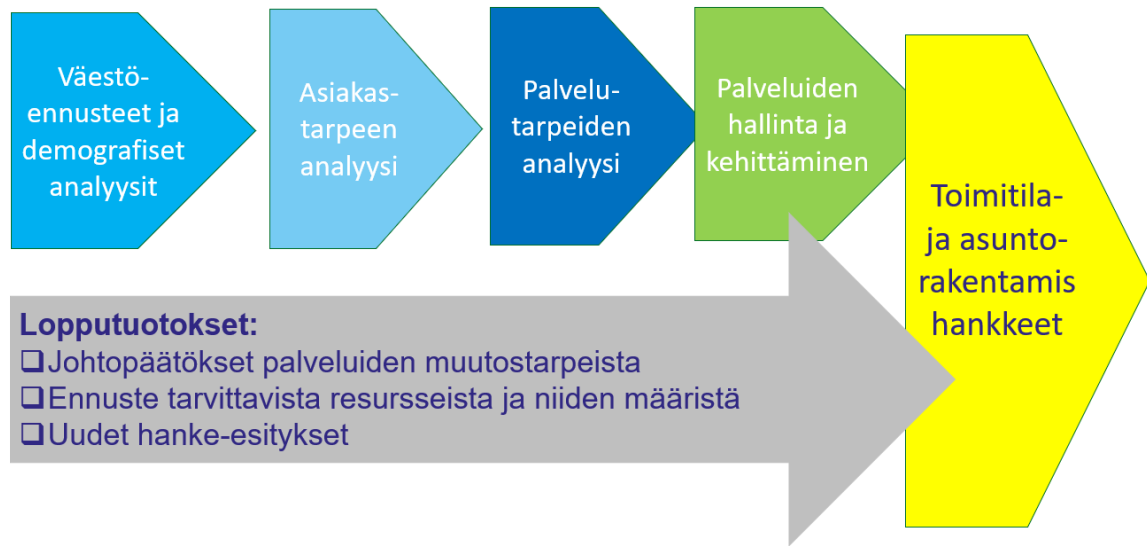 Väestö-
ennusteet ja
demografiset
analyysit
Asiakas-
tarpeen
analyysi
Palvelu-
tarpeiden
analyysi
Palveluiden
hallinta ja
kehittäminen
Toimitila-
ja asunto-
rakentamis
hankkeet
Lopputuotokset:
❑Johtopäätökset palveluiden muutostarpeista
❑Ennuste tarvittavista resursseista ja niiden määristä
❑Uudet hanke-esitykset